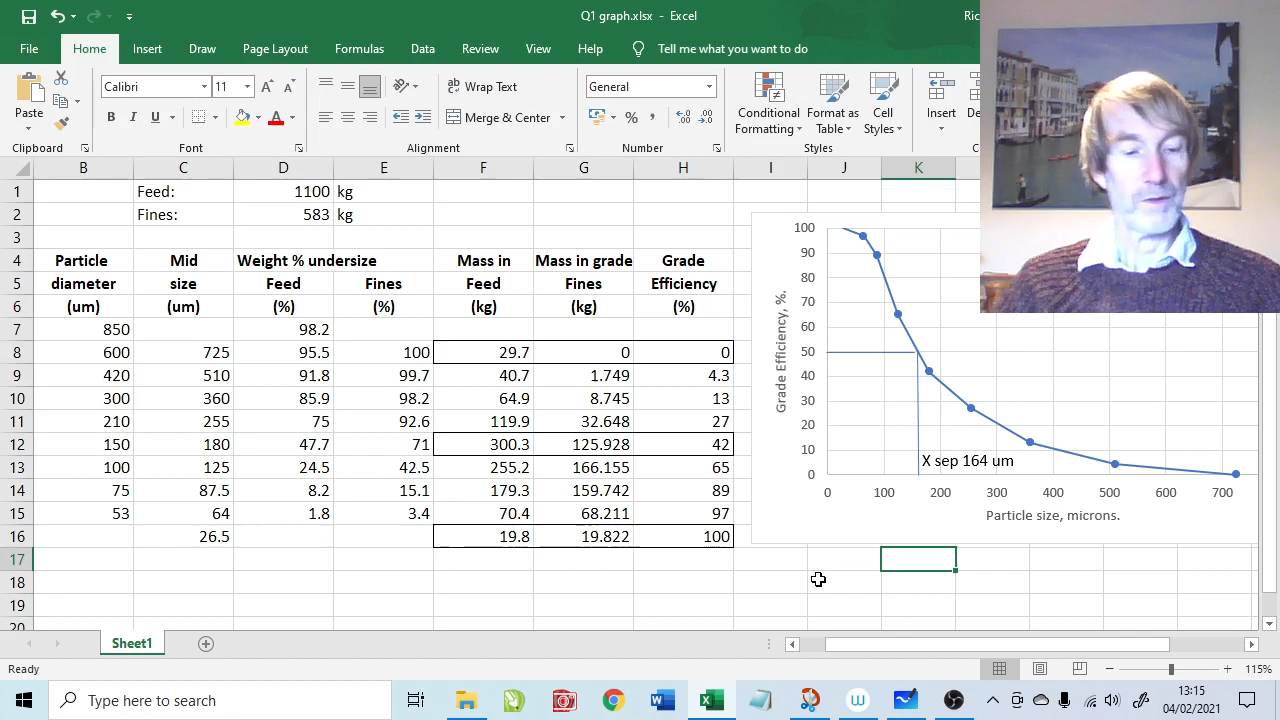 Q1 graph.xlsx - Excel
Ric
File Home Insert Draw Page Layout Formulas Data Review View Help Tell me what you want to do
Calibri 11 Wrap Text General
Paste B I U A Merge & Center % Conditional Formatting Format as Table Cell Styles Insert De
Clipboard Font Alignment Number Styles C
B C D E F G H I J K
1 Feed: 1100 kg
2 Fines: 583 kg
3
4 Particle Mid Weight % undersize Mass in Mass in grade Grade
5 diameter size Feed Fines Feed Fines Efficiency
6 (um) (um) (%) (%) (kg) (kg) (%)
7 850 98.2
8 600 725 95.5 100 29.7 0 0
9 420 510 91.8 99.7 40.7 1.749 4.3
10 300 360 85.9 98.2 64.9 8.745 13
11 210 255 75 92.6 119.9 32.648 27
12 150 180 47.7 71 300.3 125.928 42
13 100 125 24.5 42.5 255.2 166.155 65
14 75 87.5 8.2 15.1 179.3 159.742 89
15 53 64 1.8 3.4 70.4 68.211 97
16 26.5 19.8 19.822 100
17
18
19
20
Grade Efficiency, %.
100
90
80
70
60
50
40
30
20
10
0
X sep 164 um
0 100 200 300 400 500 600 700
Particle size, microns.
Sheet1
Ready
115%
Type here to search
13:15
04/02/2021